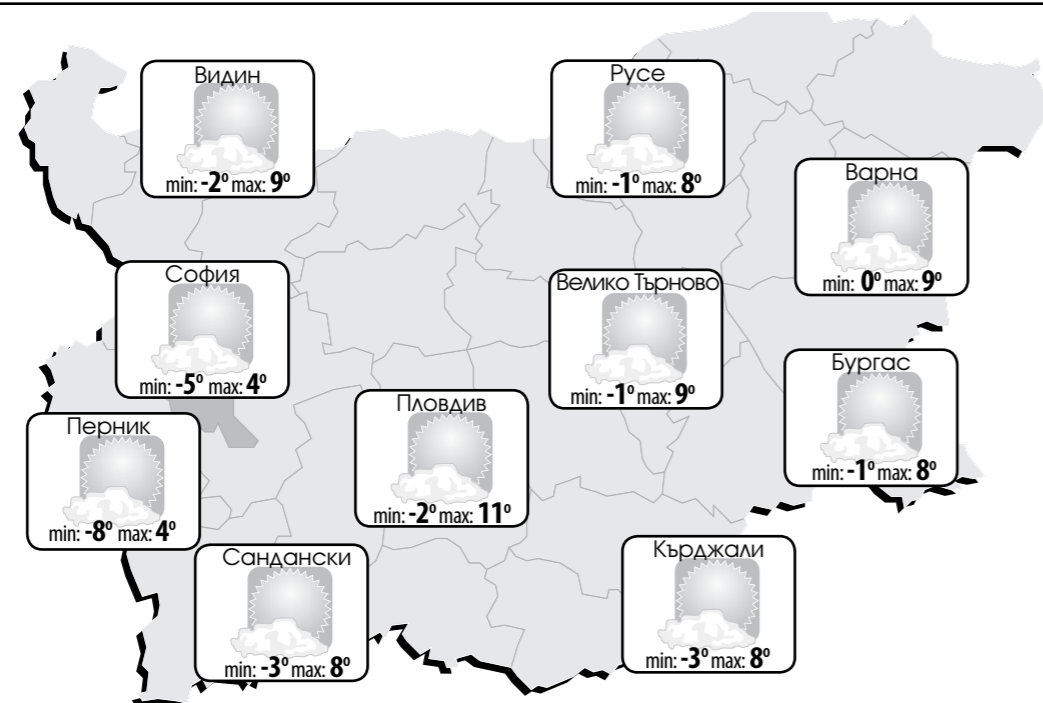 Видин
min: -2° max: 9°
Русе
min: -1° max: 8°
Варна
min: 0° max: 9°
София
min: -5° max: 4°
Велико Търново
min: -1° max: 9°
Бургас
min: -1° max: 8°
Пловдив
min: -2° max: 11°
Перник
min: -8° max: 4°
Сандански
min: -3° max: 8°
Кърджали
min: -3° max: 8°